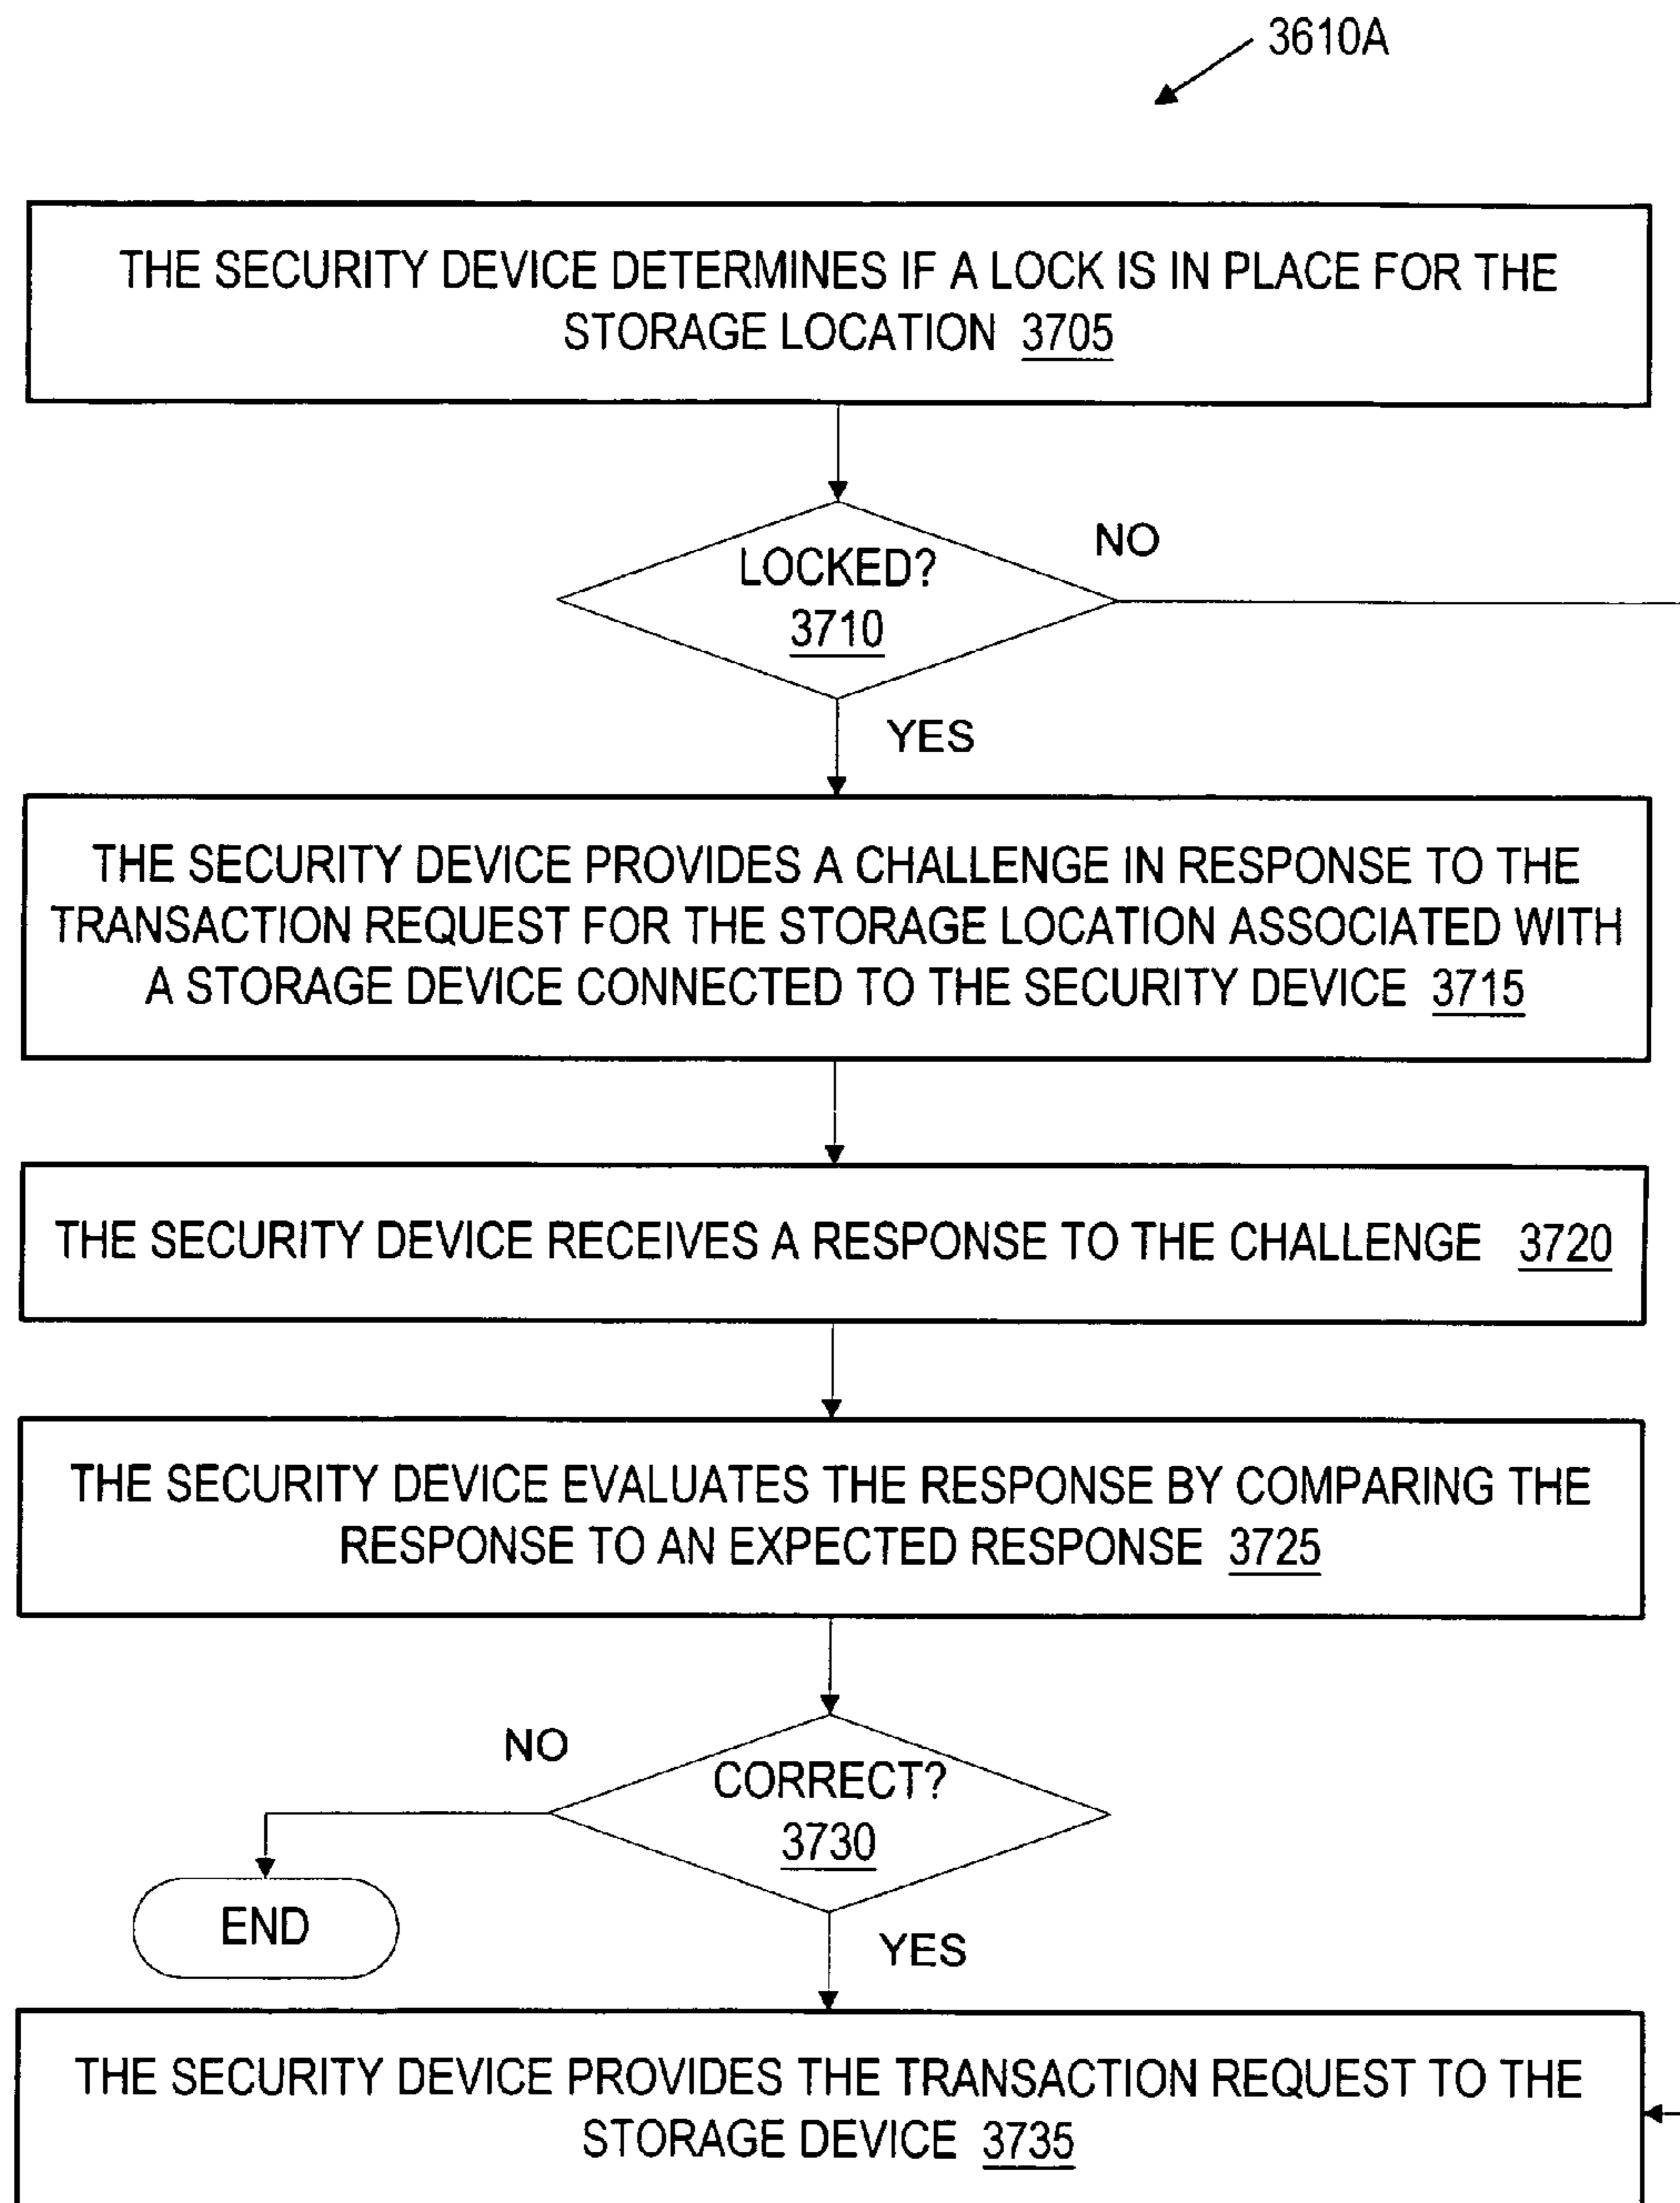 3610A
THE SECURITY DEVICE DETERMINES IF A LOCK IS IN PLACE FOR THE
STORAGE LOCATION 3705
LOCKED?
3710
NO
YES
THE SECURITY DEVICE PROVIDES A CHALLENGE IN RESPONSE TO THE
TRANSACTION REQUEST FOR THE STORAGE LOCATION ASSOCIATED WITH
A STORAGE DEVICE CONNECTED TO THE SECURITY DEVICE 3715
THE SECURITY DEVICE RECEIVES A RESPONSE TO THE CHALLENGE 3720
THE SECURITY DEVICE EVALUATES THE RESPONSE BY COMPARING THE
RESPONSE TO AN EXPECTED RESPONSE 3725
NO
CORRECT?
3730
END
YES
THE SECURITY DEVICE PROVIDES THE TRANSACTION REQUEST TO THE
STORAGE DEVICE 3735